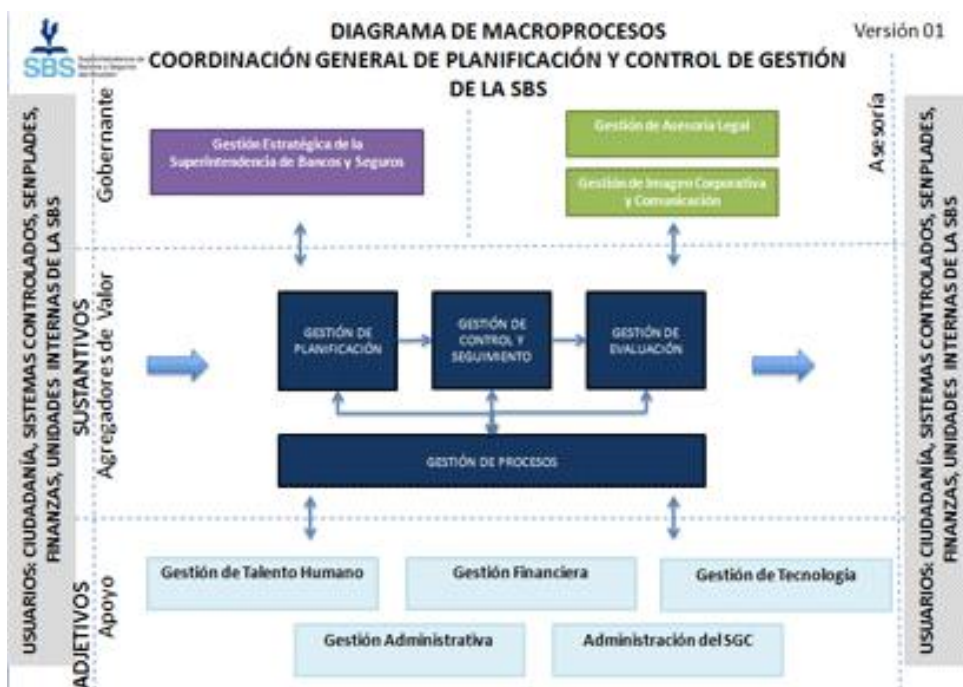 DIAGRAMA DE MACROPROCESOS
Versión 01
COORDINACIÓN GENERAL DE PLANIFICACIÓN Y CONTROL DE GESTIÓN
DE LA SBS
SBS
Superintendencia de
Bancos y Seguros
USUARIOS: CIUDADANÍA, SISTEMAS CONTROLADOS, SENPLADES,
FINANZAS, UNIDADES INTERNAS DE LA SBS
Gobernante
Gestión Estratégica de la
Superintendencia de Bancos y Seguros
Gestión de Asesoría Legal
Gestión de Imagen Corporativa
y Comunicación
Asesoría
SUSTANTIVOS
Agregadores de Valor
GESTIÓN DE
PLANIFICACIÓN
GESTIÓN DE
CONTROL Y
SEGUIMIENTO
GESTIÓN DE
EVALUACIÓN
GESTIÓN DE PROCESOS
ADJETIVOS
Apoyo
Gestión de Talento Humano
Gestión Financiera
Gestión de Tecnología
Gestión Administrativa
Administración del SGC
USUARIOS: CIUDADANÍA, SISTEMAS CONTROLADOS, SENPLADES,
FINANZAS, UNIDADES INTERNAS DE LA SBS